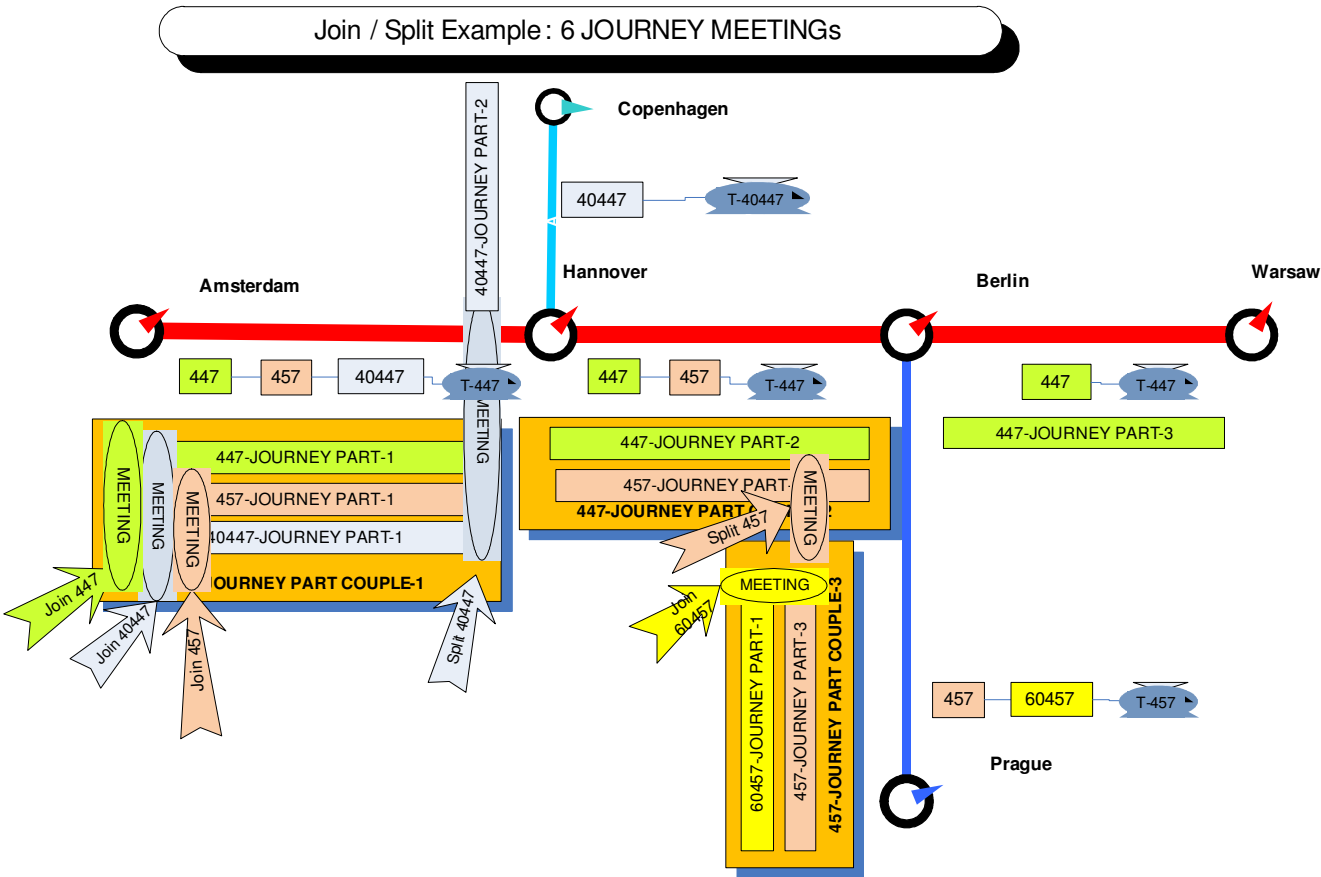 Join / Split Example : 6 JOURNEY MEETINGs
40447-JOURNEY PART-2
Copenhagen
40447
T-40447
A
Amsterdam
Hannover
Berlin
Warsaw
447
457
40447
T-447
447
457
T-447
447
T-447
MEETING
MEETING
MEETING
MEETING
447-JOURNEY PART-1
457-JOURNEY PART-1
40447-JOURNEY PART-1
OURNEY PART COUPLE-1
447-JOURNEY PART-2
457-JOURNEY PART-
447-JOURNEY PART C
2
MEETING
447-JOURNEY PART-3
Join 447
Join 40447
Join 457
Split 40447
Split 457
Join
60457
MEETING
60457-JOURNEY PART-1
457-JOURNEY PART-3
457-JOURNEY PART COUPLE-3
457
60457
T-457
Prague